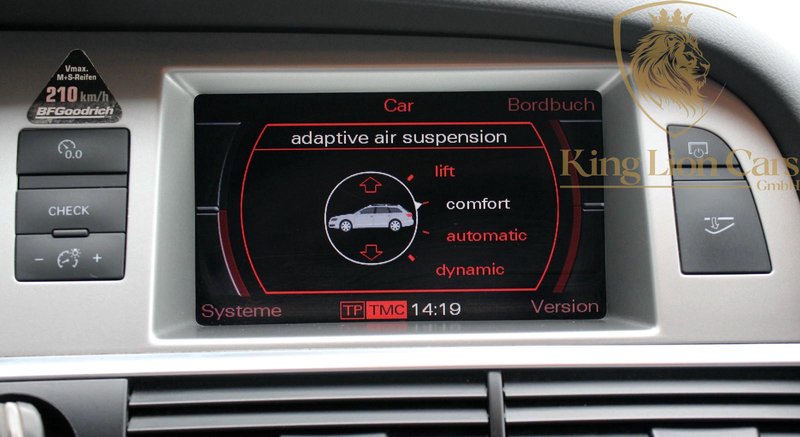 Vmax.
M+S-Reifen
210 km/h
BFGoodrich
0.0
CHECK
- +
Car
Bordbuch
adaptive air suspension
lift
comfort
automatic
dynamic
Systeme
TP TMC 14:19
Version
King Lion Cars
GmbH